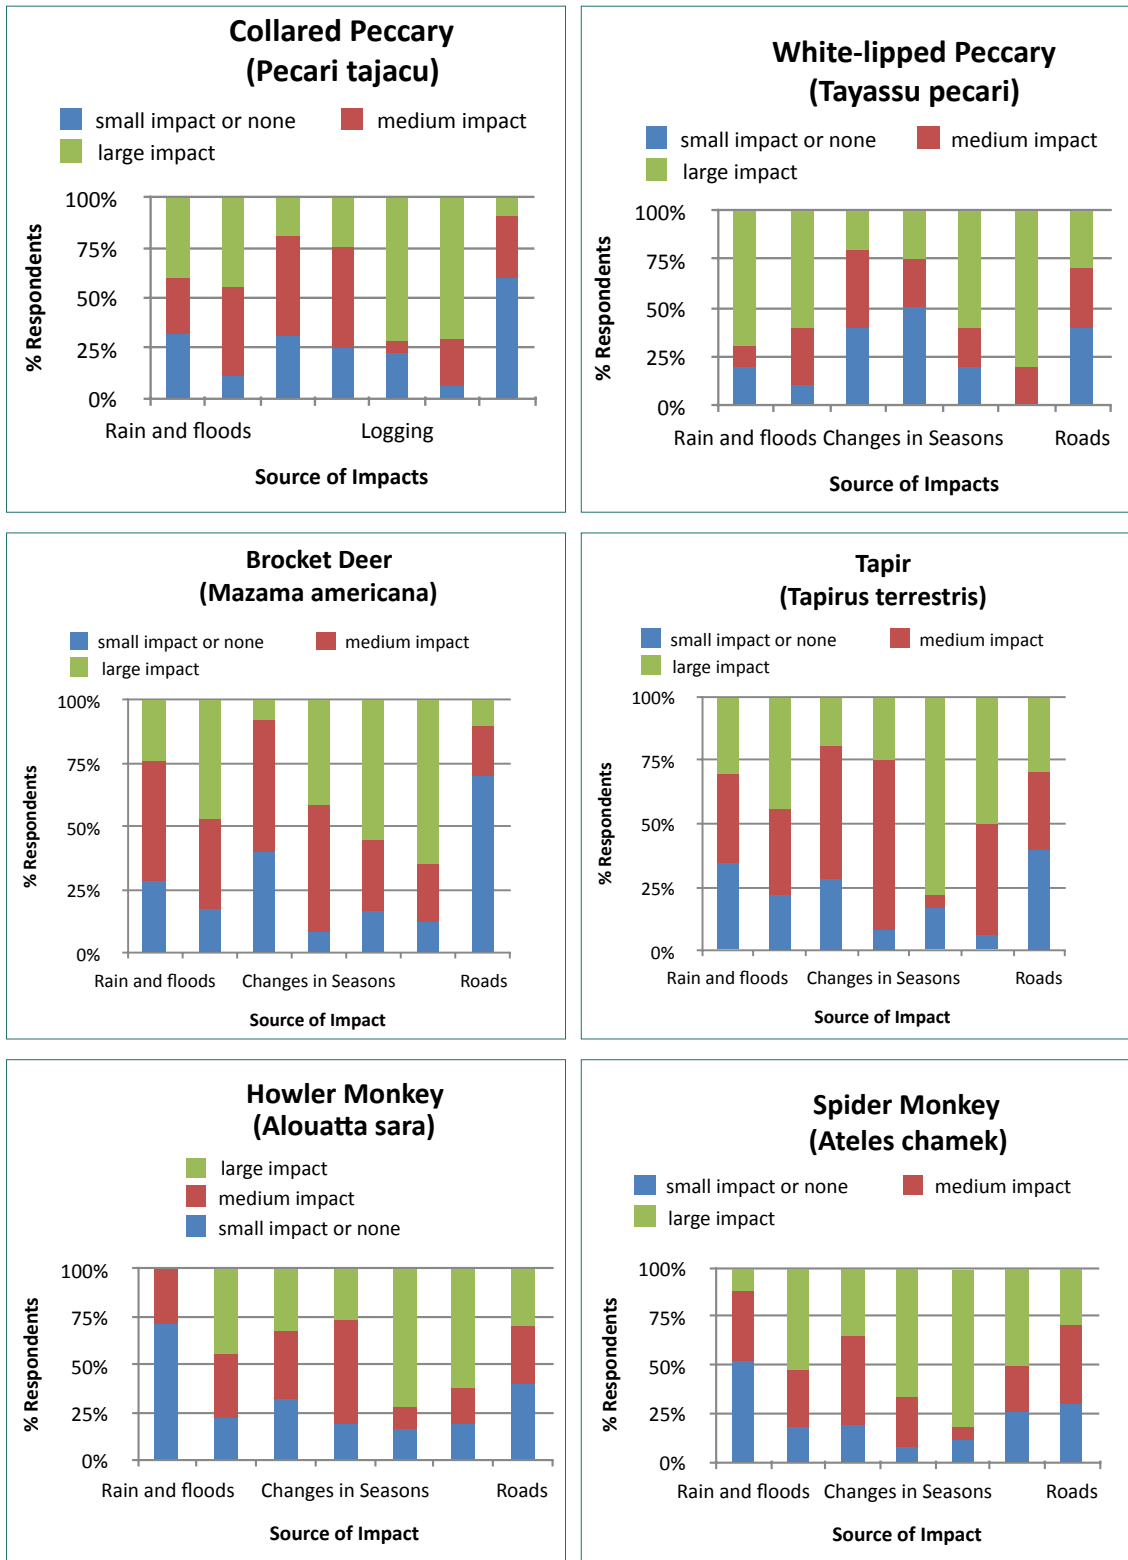 Collared Peccary
(Pecari tajacu)
small impact or none
medium impact
large impact
100%
75%
50%
25%
0%
% Respondents
Rain and floods
Logging
Source of Impacts
White-lipped Peccary
(Tayassu pecari)
small impact or none
medium impact
large impact
100%
75%
50%
25%
0%
% Respondents
Rain and floods
Changes in Seasons
Roads
Source of Impacts
Brocket Deer
(Mazama americana)
small impact or none
medium impact
large impact
100%
75%
50%
25%
0%
% Respondents
Rain and floods
Changes in Seasons
Roads
Source of Impact
Tapir
(Tapirus terrestris)
small impact or none
medium impact
large impact
100%
75%
50%
25%
0%
% Respondents
Rain and floods
Changes in Seasons
Roads
Source of Impact
Howler Monkey
(Alouatta sara)
large impact
medium impact
small impact or none
100%
75%
50%
25%
0%
% Respondents
Rain and floods
Changes in Seasons
Roads
Source of Impact
Spider Monkey
(Ateles chamek)
small impact or none
medium impact
large impact
100%
75%
50%
25%
0%
% Respondents
Rain and floods
Changes in Seasons
Roads
Source of Impact